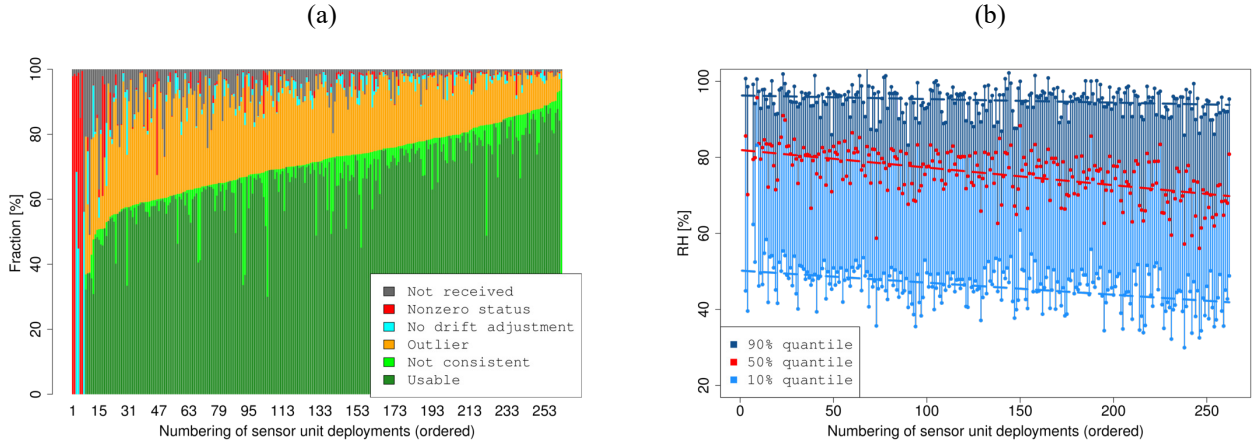 (a)
(b)
Fraction [%]
0
20
40
60
80
100
Not received
Nonzero status
No drift adjustment
Outlier
Not consistent
Usable
1 15 31 47 63 79 95 113 133 153 173 193 213 233 253
Numbering of sensor unit deployments (ordered)
RH [%]
20
40
60
80
100
90% quantile
50% quantile
10% quantile
0 50 100 150 200 250
Numbering of sensor unit deployments (ordered)